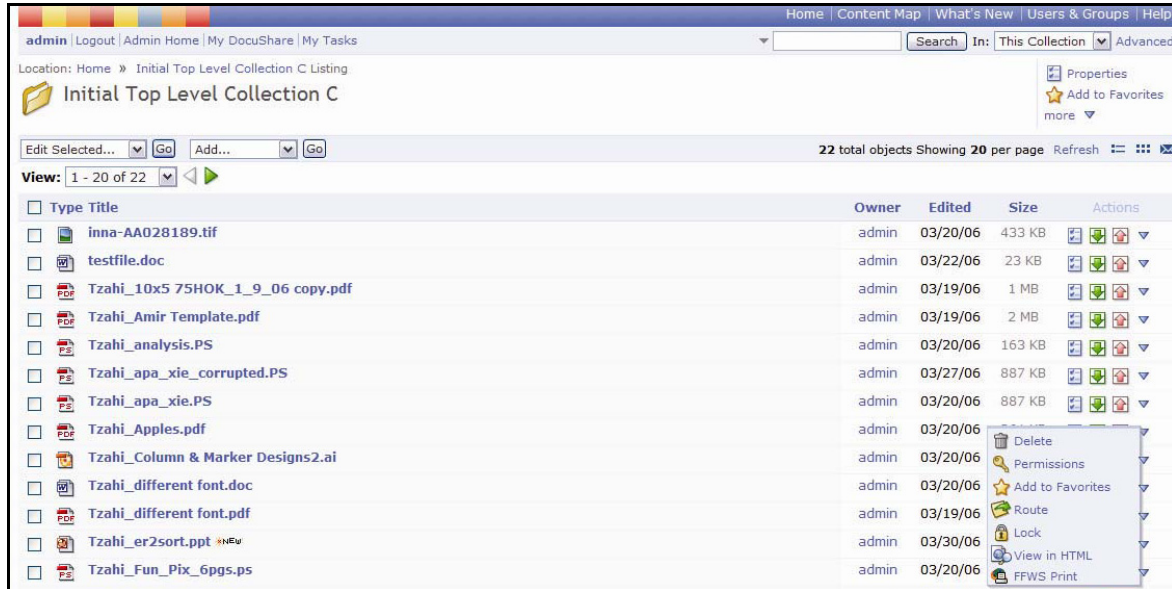 Home | Content Map | What's New | Users & Groups | Help
admin | Logout | Admin Home | My DocuShare | My Tasks
Search In: This Collection Advanced
Location: Home » Initial Top Level Collection C Listing
Properties
Initial Top Level Collection C
Add to Favorites
more
Edit Selected... Go Add... Go
22 total objects Showing 20 per page Refresh
View: 1 - 20 of 22
Type Title Owner Edited Size Actions
inna-AA028189.tif admin 03/20/06 433 KB
testfile.doc admin 03/22/06 23 KB
Tzahi_10x5 75HOK_1_9_06 copy.pdf admin 03/19/06 1 MB
Tzahi_Amir Template.pdf admin 03/19/06 2 MB
Tzahi_analysis.PS admin 03/20/06 163 KB
Tzahi_apa_xie_corrupted.PS admin 03/27/06 887 KB
Tzahi_apa_xie.PS admin 03/20/06 887 KB
Tzahi_Apples.pdf admin 03/20/06
Tzahi_Column & Marker Designs2.ai admin 03/20/06
Tzahi_different font.doc admin 03/20/06
Tzahi_different font.pdf admin 03/19/06
Tzahi_er2sort.ppt NEW admin 03/30/06
Tzahi_Fun_Pix_6pgs.ps admin 03/20/06
Delete
Permissions
Add to Favorites
Route
Lock
View in HTML
FFWS Print